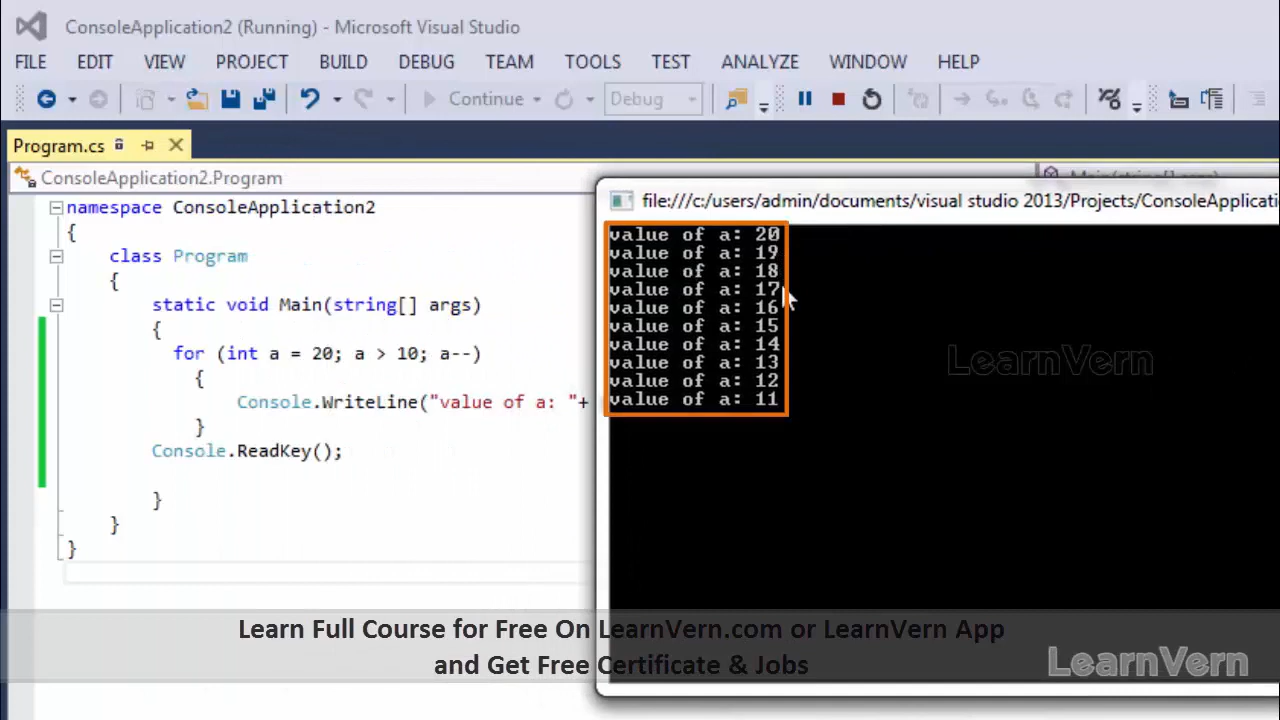 ConsoleApplication2 (Running) - Microsoft Visual Studio
FILE EDIT VIEW PROJECT BUILD DEBUG TEAM TOOLS TEST ANALYZE WINDOW HELP
Continue Debug
Program.cs
ConsoleApplication2.Program
namespace ConsoleApplication2
{
class Program
{
static void Main(string[] args)
{
for (int a = 20; a > 10; a--)
{
Console.WriteLine("value of a: "+
}
Console.ReadKey();
}
}
}
file:///c:/users/admin/documents/visual studio 2013/Projects/ConsoleApplicati
value of a: 20
value of a: 19
value of a: 18
value of a: 17
value of a: 16
value of a: 15
value of a: 14
value of a: 13
value of a: 12
value of a: 11
LearnVern
Learn Full Course for Free On LearnVern.com or LearnVern App
and Get Free Certificate & Jobs
LearnVern